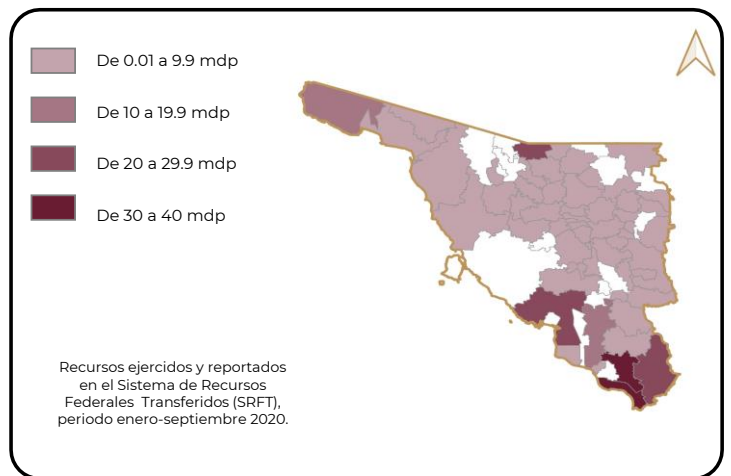 De 0.01 a 9.9 mdp
De 10 a 19.9 mdp
De 20 a 29.9 mdp
De 30 a 40 mdp
Recursos ejercidos y reportados
en el Sistema de Recursos
Federales Transferidos (SRFT),
periodo enero-septiembre 2020.